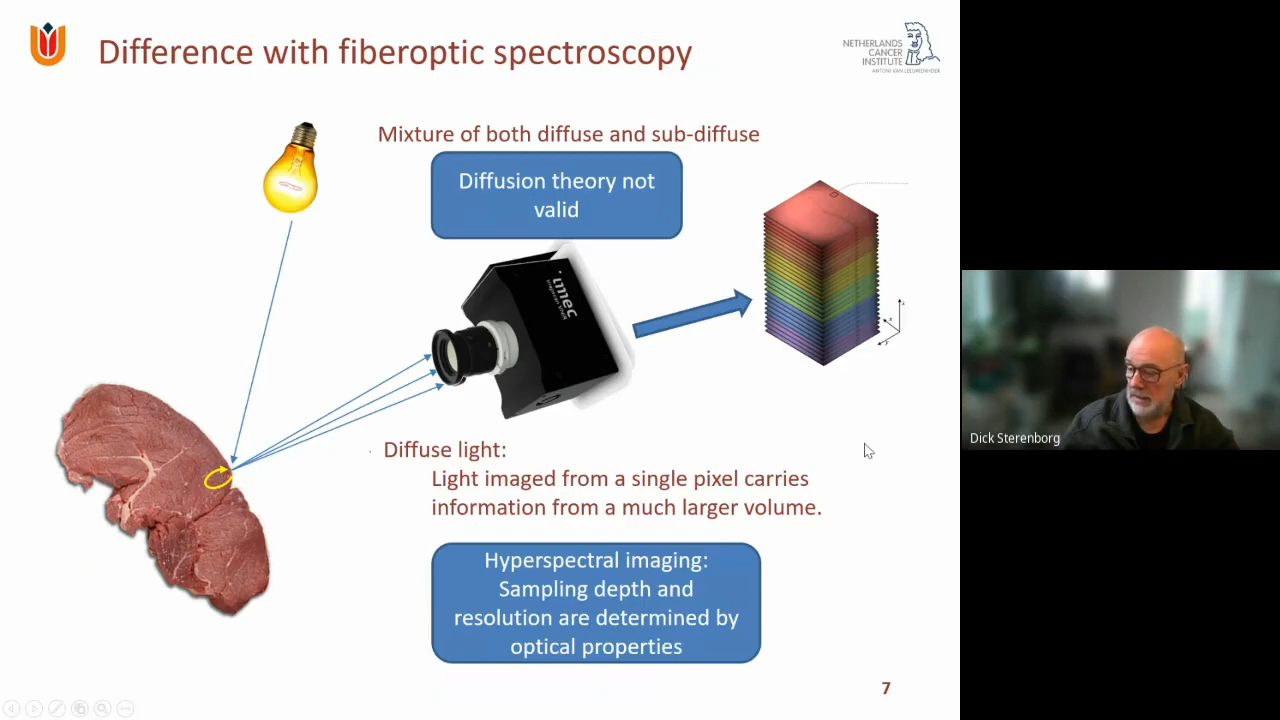 Difference with fiberoptic spectroscopy
NETHERLANDS
CANCER
INSTITUTE
ANTONI VAN LEEUWENHOEK
Mixture of both diffuse and sub-diffuse
Diffusion theory not
valid
imec
Diffuse light:
Light imaged from a single pixel carries
information from a much larger volume.
Hyperspectral imaging:
Sampling depth and
resolution are determined by
optical properties
7
Dick Sterenborg